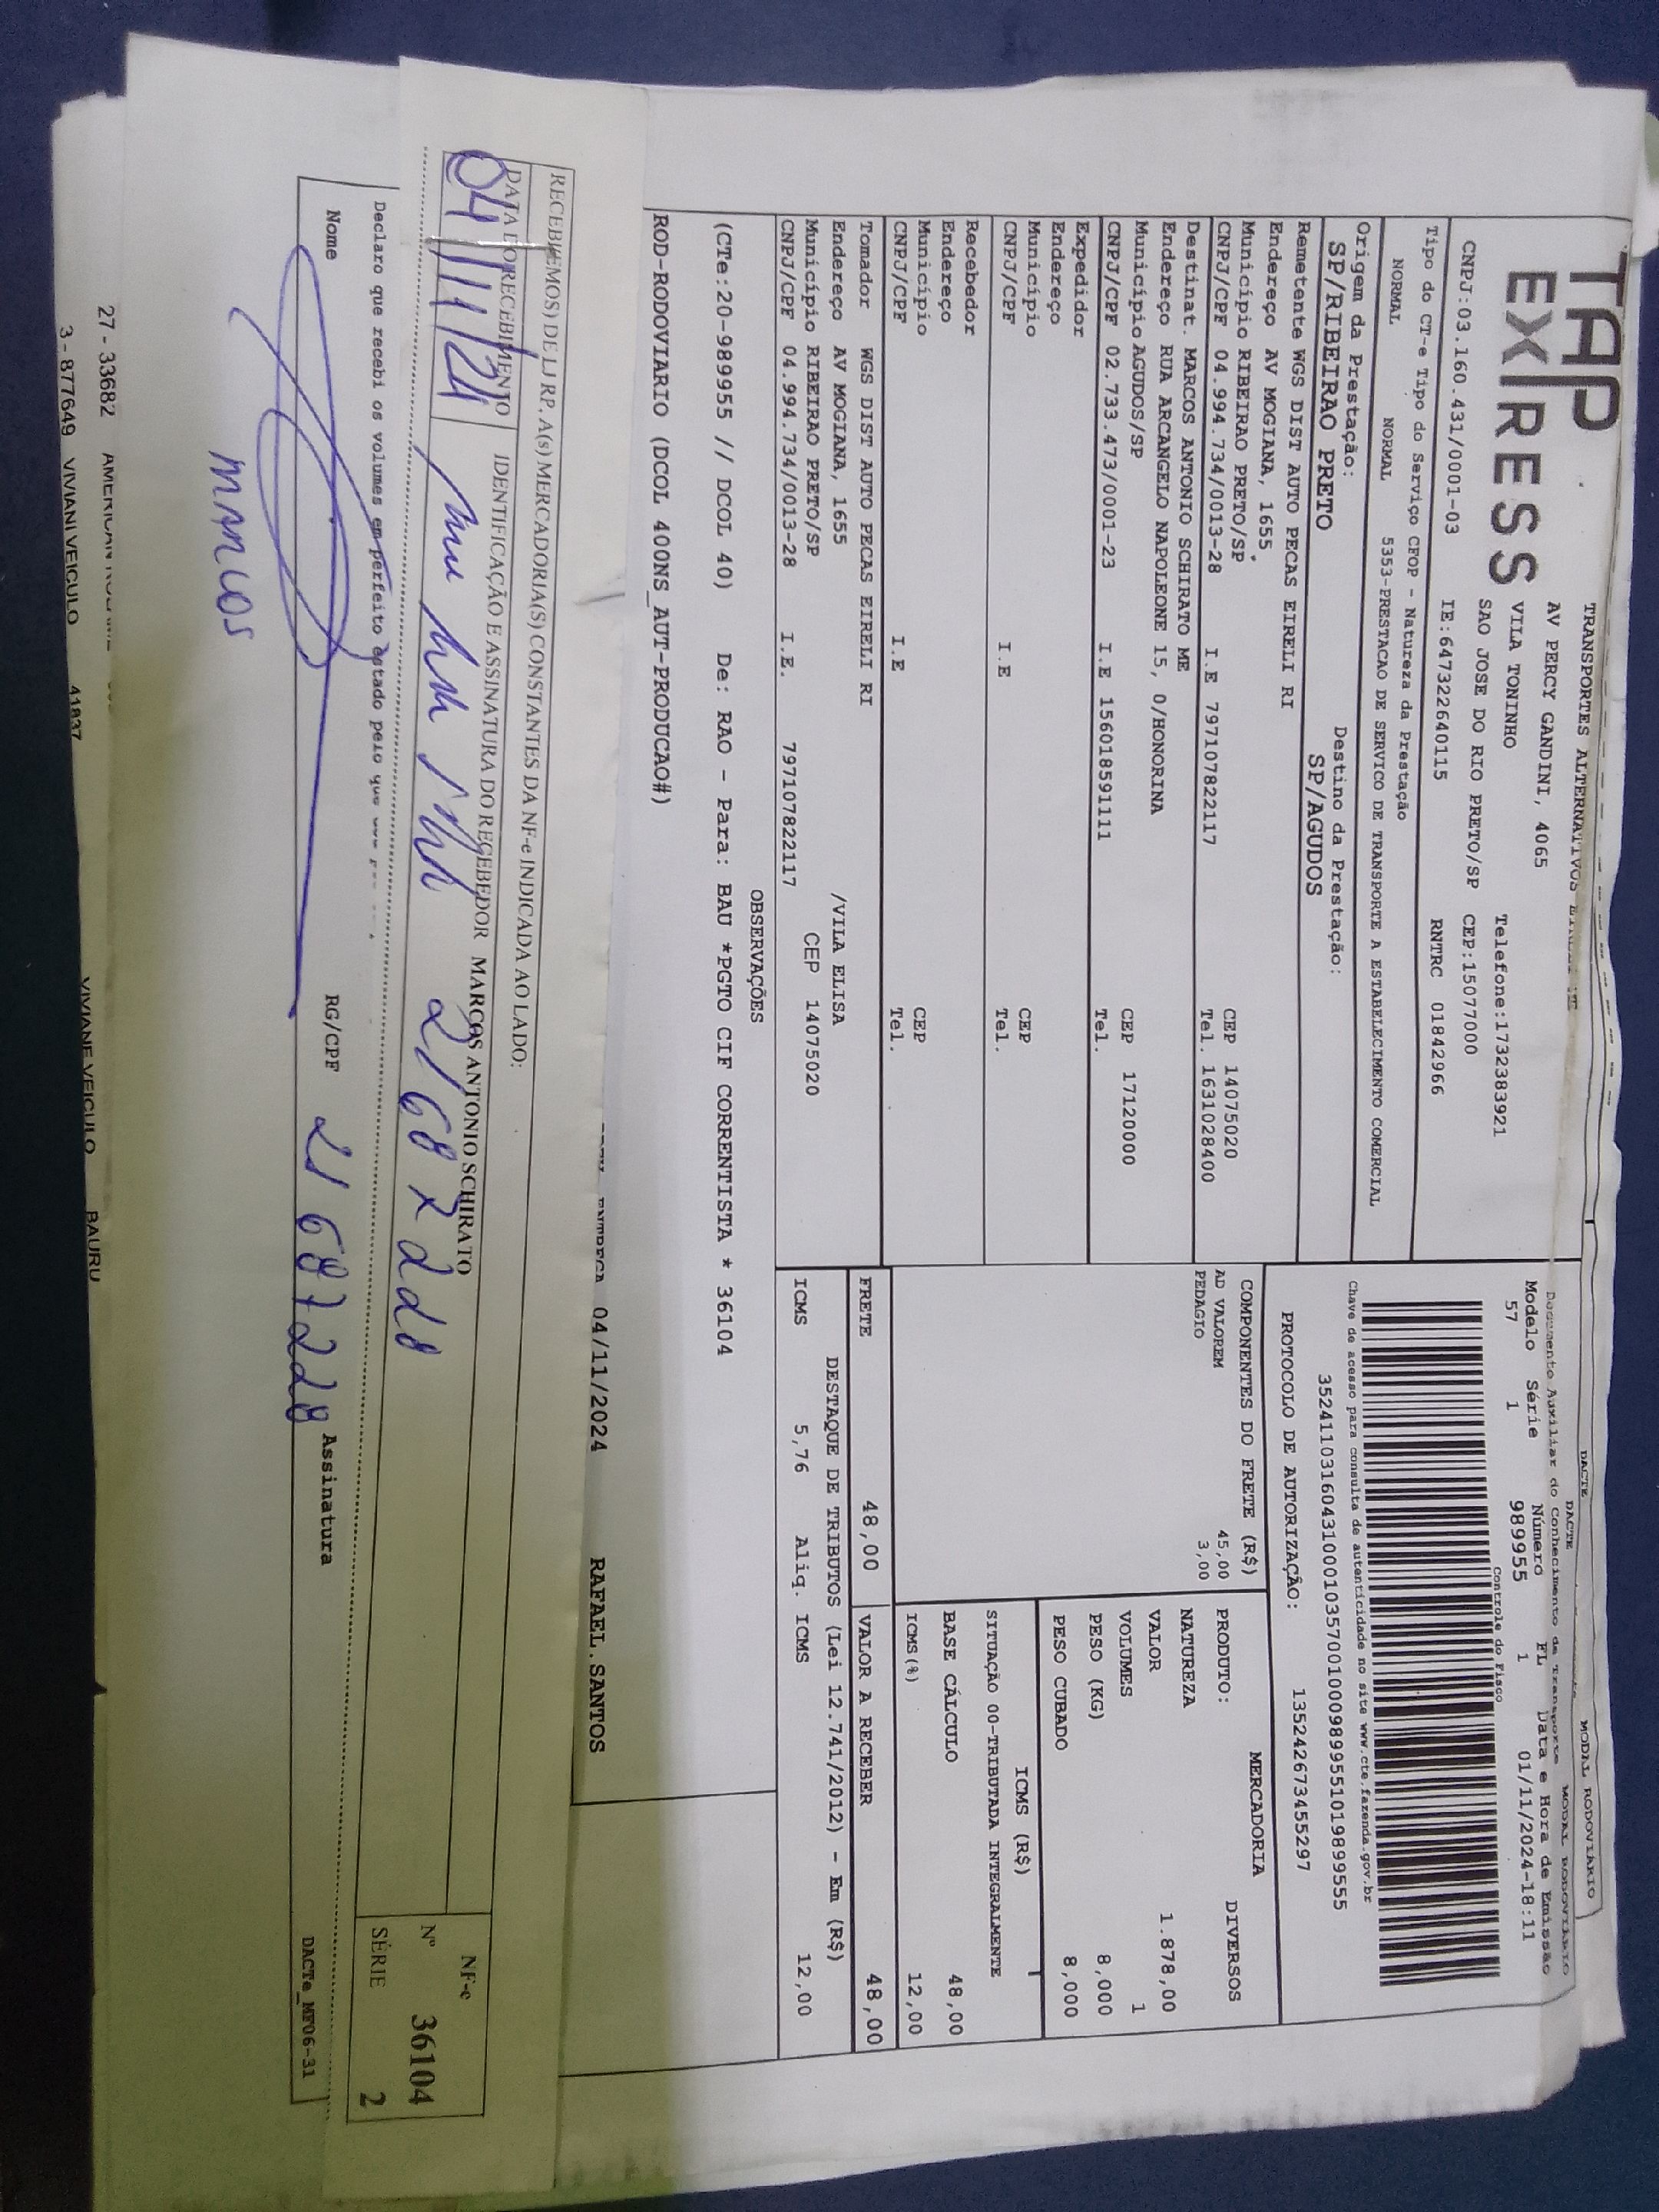 TAP
EXPRESS
TRANSPORTES ALTERNATIVOS
AV PERCY GANDINI, 4065
VILA TONINHO
SAO JOSE DO RIO PRETO/SP
Telefone:1732383921
CEP:15077000
CNPJ:03.160.431/0001-03 IE:647322640115 RNTRC 01842966
DACTE MODAL RODOVIARIO
DACTE MODAL RODOVIARIO
Documento Auxiliar do Conhecimento de Transporte
Modelo Série Número FL Data e Hora de Emissão
57 1 989955 1 01/11/2024-18:11
Controle do Fisco
Chave de acesso para consulta de autenticidade no site www.cte.fazenda.gov.br
35241103160431000103570010009899551019899555
PROTOCOLO DE AUTORIZAÇÃO: 135242673455297
Tipo do CT-e Tipo do Serviço CFOP - Natureza da Prestação
NORMAL NORMAL 5353-PRESTACAO DE SERVICO DE TRANSPORTE A ESTABELECIMENTO COMERCIAL
Origem da Prestação: Destino da Prestação:
SP/RIBEIRAO PRETO SP/AGUDOS
Remetente WGS DIST AUTO PECAS EIRELI RI
Endereço AV MOGIANA, 1655
Município RIBEIRAO PRETO/SP CEP 14075020
CNPJ/CPF 04.994.734/0013-28 I.E 797107822117 Tel. 1631028400
Destinat. MARCOS ANTONIO SCHIRATO ME
Endereço RUA ARCANGELO NAPOLEONE 15, 0/HONORINA
Município AGUDOS/SP CEP 17120000
CNPJ/CPF 02.733.473/0001-23 I.E 156018591111 Tel.
Expedidor
Endereço
Município CEP
CNPJ/CPF I.E Tel.
Recebedor
Endereço
Município CEP
CNPJ/CPF I.E Tel.
Tomador WGS DIST AUTO PECAS EIRELI RI
Endereço AV MOGIANA, 1655 /VILA ELISA
Município RIBEIRAO PRETO/SP CEP 14075020
CNPJ/CPF 04.994.734/0013-28 I.E. 797107822117
COMPONENTES DO FRETE (R$)
AD VALOREM 45,00
PEDAGIO 3,00
MERCADORIA
PRODUTO: DIVERSOS
NATUREZA
VALOR 1.878,00
VOLUMES 1
PESO (KG) 8,000
PESO CUBADO 8,000
ICMS (R$)
SITUAÇÃO 00-TRIBUTADA INTEGRALMENTE
BASE CÁLCULO 48,00
ICMS(%) 12,00
FRETE 48,00 VALOR A RECEBER 48,00
DESTAQUE DE TRIBUTOS (Lei 12.741/2012) - Em (R$)
ICMS 5,76 Aliq. ICMS 12,00
OBSERVAÇÕES
(CTe:20-989955 // DCOL 40) De: RAO - Para: BAU *PGTO CIF CORRENTISTA * 36104
ROD-RODOVIARIO (DCOL 400NS_AUT-PRODUCAO#)
04/11/2024 RAFAEL.SANTOS
RECEBEMOS) DE LJ RP. A(s) MERCADORIA(S) CONSTANTES DA NF-e INDICADA AO LADO:
DATA DO RECEBIMENTO IDENTIFICAÇÃO E ASSINATURA DO RECEBEDOR MARCOS ANTONIO SCHIRATO
04/11/24 21687228
NF-e
Nº 36104
SÉRIE 2
Declaro que recebi os volumes em perfeito estado pelo que
Nome RG/CPF 21687228 Assinatura
DACTe_MF06-31
MARCOS
27 - 33682
3 - 877649 VIVIANI VEICULO 41837 VIVIANE VEICULO BAURU